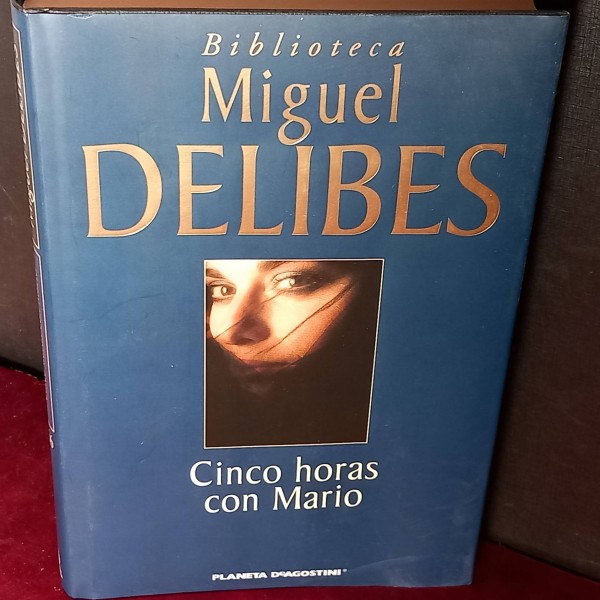 Biblioteca
Miguel
DELIBES
Cinco horas
con Mario
PLANETA DeAGOSTINI®